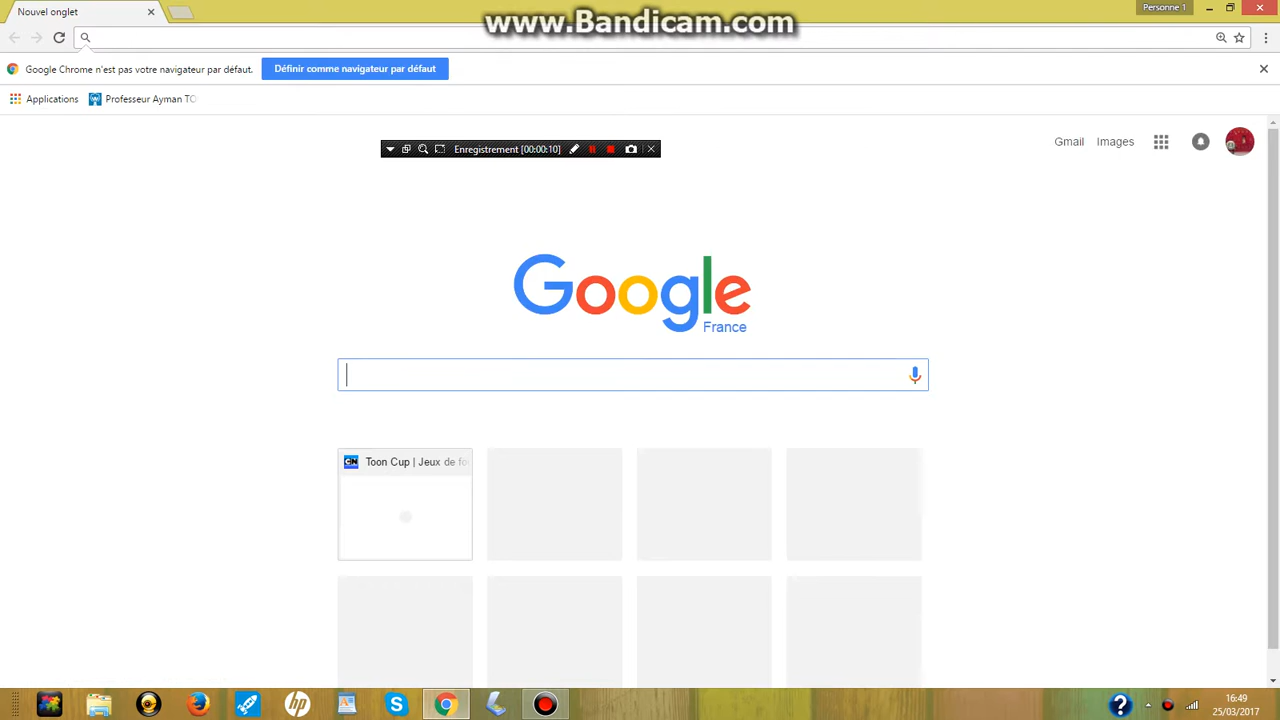 Nouvel onglet
Personne 1
www.Bandicam.com
Google Chrome n'est pas votre navigateur par défaut.
Définir comme navigateur par défaut
Applications
Professeur Ayman TO
Enregistrement [00:00:10]
Gmail
Images
Google
France
CN
Toon Cup | Jeux de fo
hp
16:49
25/03/2017